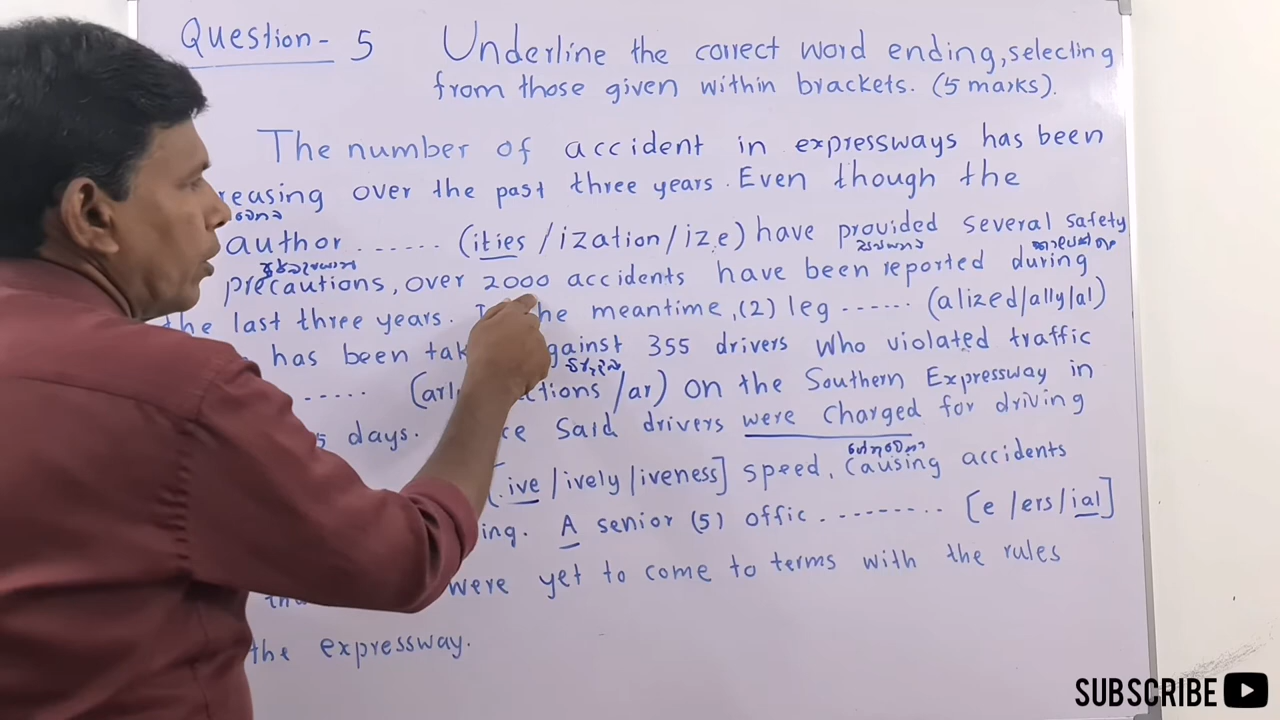 Question - 5 Underline the correct word ending, selecting
from those given within brackets. (5 marks).
The number of accident in expressways has been
reasing over the past three years. Even though the
author ...... (ities / ization / ize) have provided several safety
precautions, over 2000 accidents have been reported during
the last three years. he meantime, (2) leg ...... (alized/ally/al)
has been tak against 355 drivers who violated traffic
..... (arl ctions /ar) on the Southern Expressway in
5 days. ce Said drivers were charged for driving
[.ive / ively / iveness] speed, causing accidents
ing. A senior (5) offic ......... [e / ers / ial]
were yet to come to terms with the rules
the expressway.
SUBSCRIBE